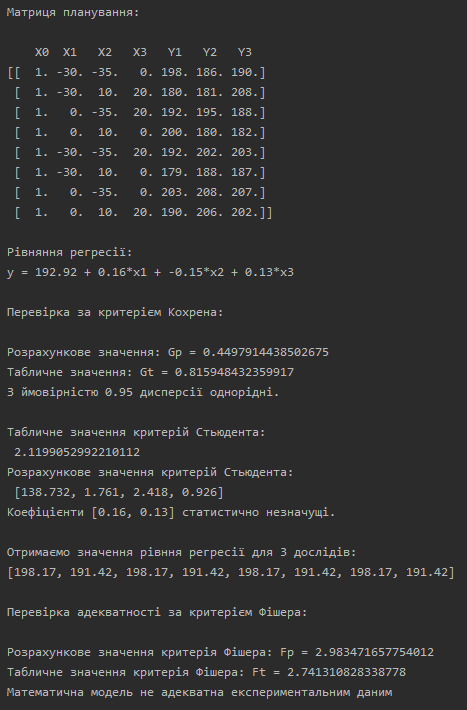 Матриця планування:
X0 X1 X2 X3 Y1 Y2 Y3
[[ 1. -30. -35. 0. 198. 186. 190.]
[ 1. -30. 10. 20. 180. 181. 208.]
[ 1. 0. -35. 20. 192. 195. 188.]
[ 1. 0. 10. 0. 200. 180. 182.]
[ 1. -30. -35. 20. 192. 202. 203.]
[ 1. -30. 10. 0. 179. 188. 187.]
[ 1. 0. -35. 0. 203. 208. 207.]
[ 1. 0. 10. 20. 190. 206. 202.]]
Рівняння регресії:
y = 192.92 + 0.16*x1 + -0.15*x2 + 0.13*x3
Перевірка за критерієм Кохрена:
Розрахункове значення: Gp = 0.4497914438502675
Табличне значення: Gt = 0.815948432359917
З ймовірністю 0.95 дисперсії однорідні.
Табличне значення критерій Стьюдента:
2.1199052992210112
Розрахункове значення критерій Стьюдента:
[138.732, 1.761, 2.418, 0.926]
Коефіцієнти [0.16, 0.13] статистично незначущі.
Отримаємо значення рівня регресії для 3 дослідів:
[198.17, 191.42, 198.17, 191.42, 198.17, 191.42, 198.17, 191.42]
Перевірка адекватності за критерієм Фішера:
Розрахункове значення критерія Фішера: Fp = 2.983471657754012
Табличне значення критерія Фішера: Ft = 2.741310828338778
Математична модель не адекватна експериментальним даним